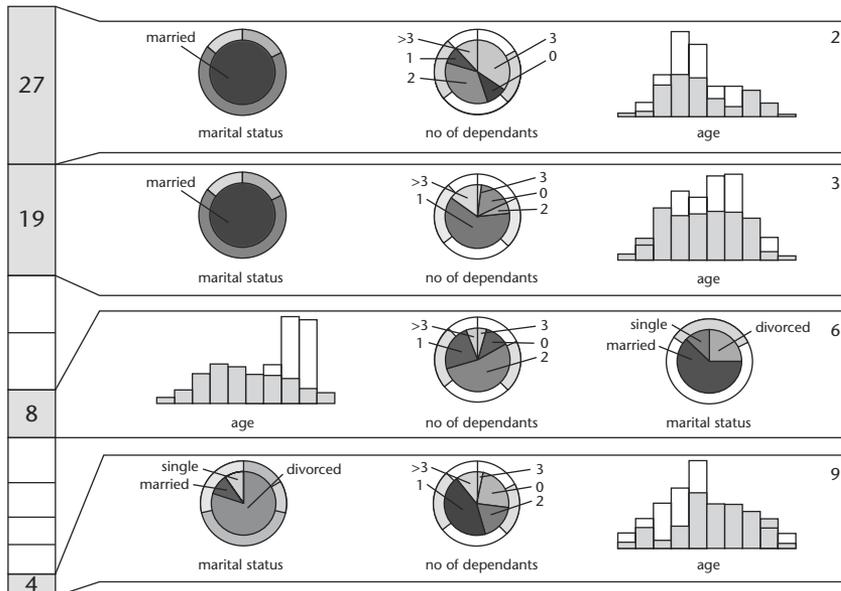 27
married
marital status
>3
1
2
3
0
no of dependants
age
2
19
married
marital status
>3
1
3
0
2
no of dependants
age
3
8
age
>3
1
3
0
2
no of dependants
single
married
divorced
marital status
6
4
single
married
divorced
marital status
>3
1
3
0
2
no of dependants
age
9